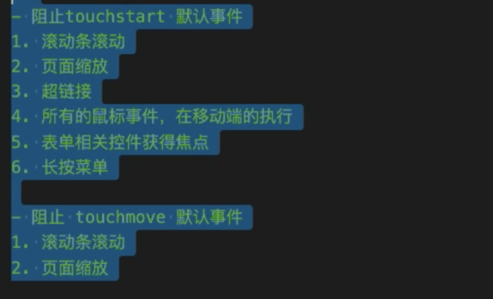 - 阻止touchstart 默认事件
1. 滚动条滚动
2. 页面缩放
3. 超链接
4. 所有的鼠标事件，在移动端的执行
5. 表单相关控件获得焦点
6. 长按菜单
- 阻止 touchmove 默认事件
1. 滚动条滚动
2. 页面缩放